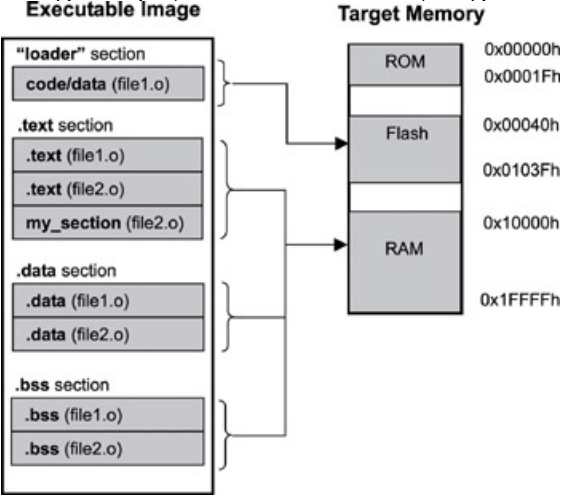 Executable Image
"loader" section
code/data (file1.o)
.text section
.text (file1.o)
.text (file2.o)
my_section (file2.o)
.data section
.data (file1.o)
.data (file2.o)
.bss section
.bss (file1.o)
.bss (file2.o)
Target Memory
ROM
0x00000h
0x0001Fh
Flash
0x00040h
0x0103Fh
RAM
0x10000h
0x1FFFFh